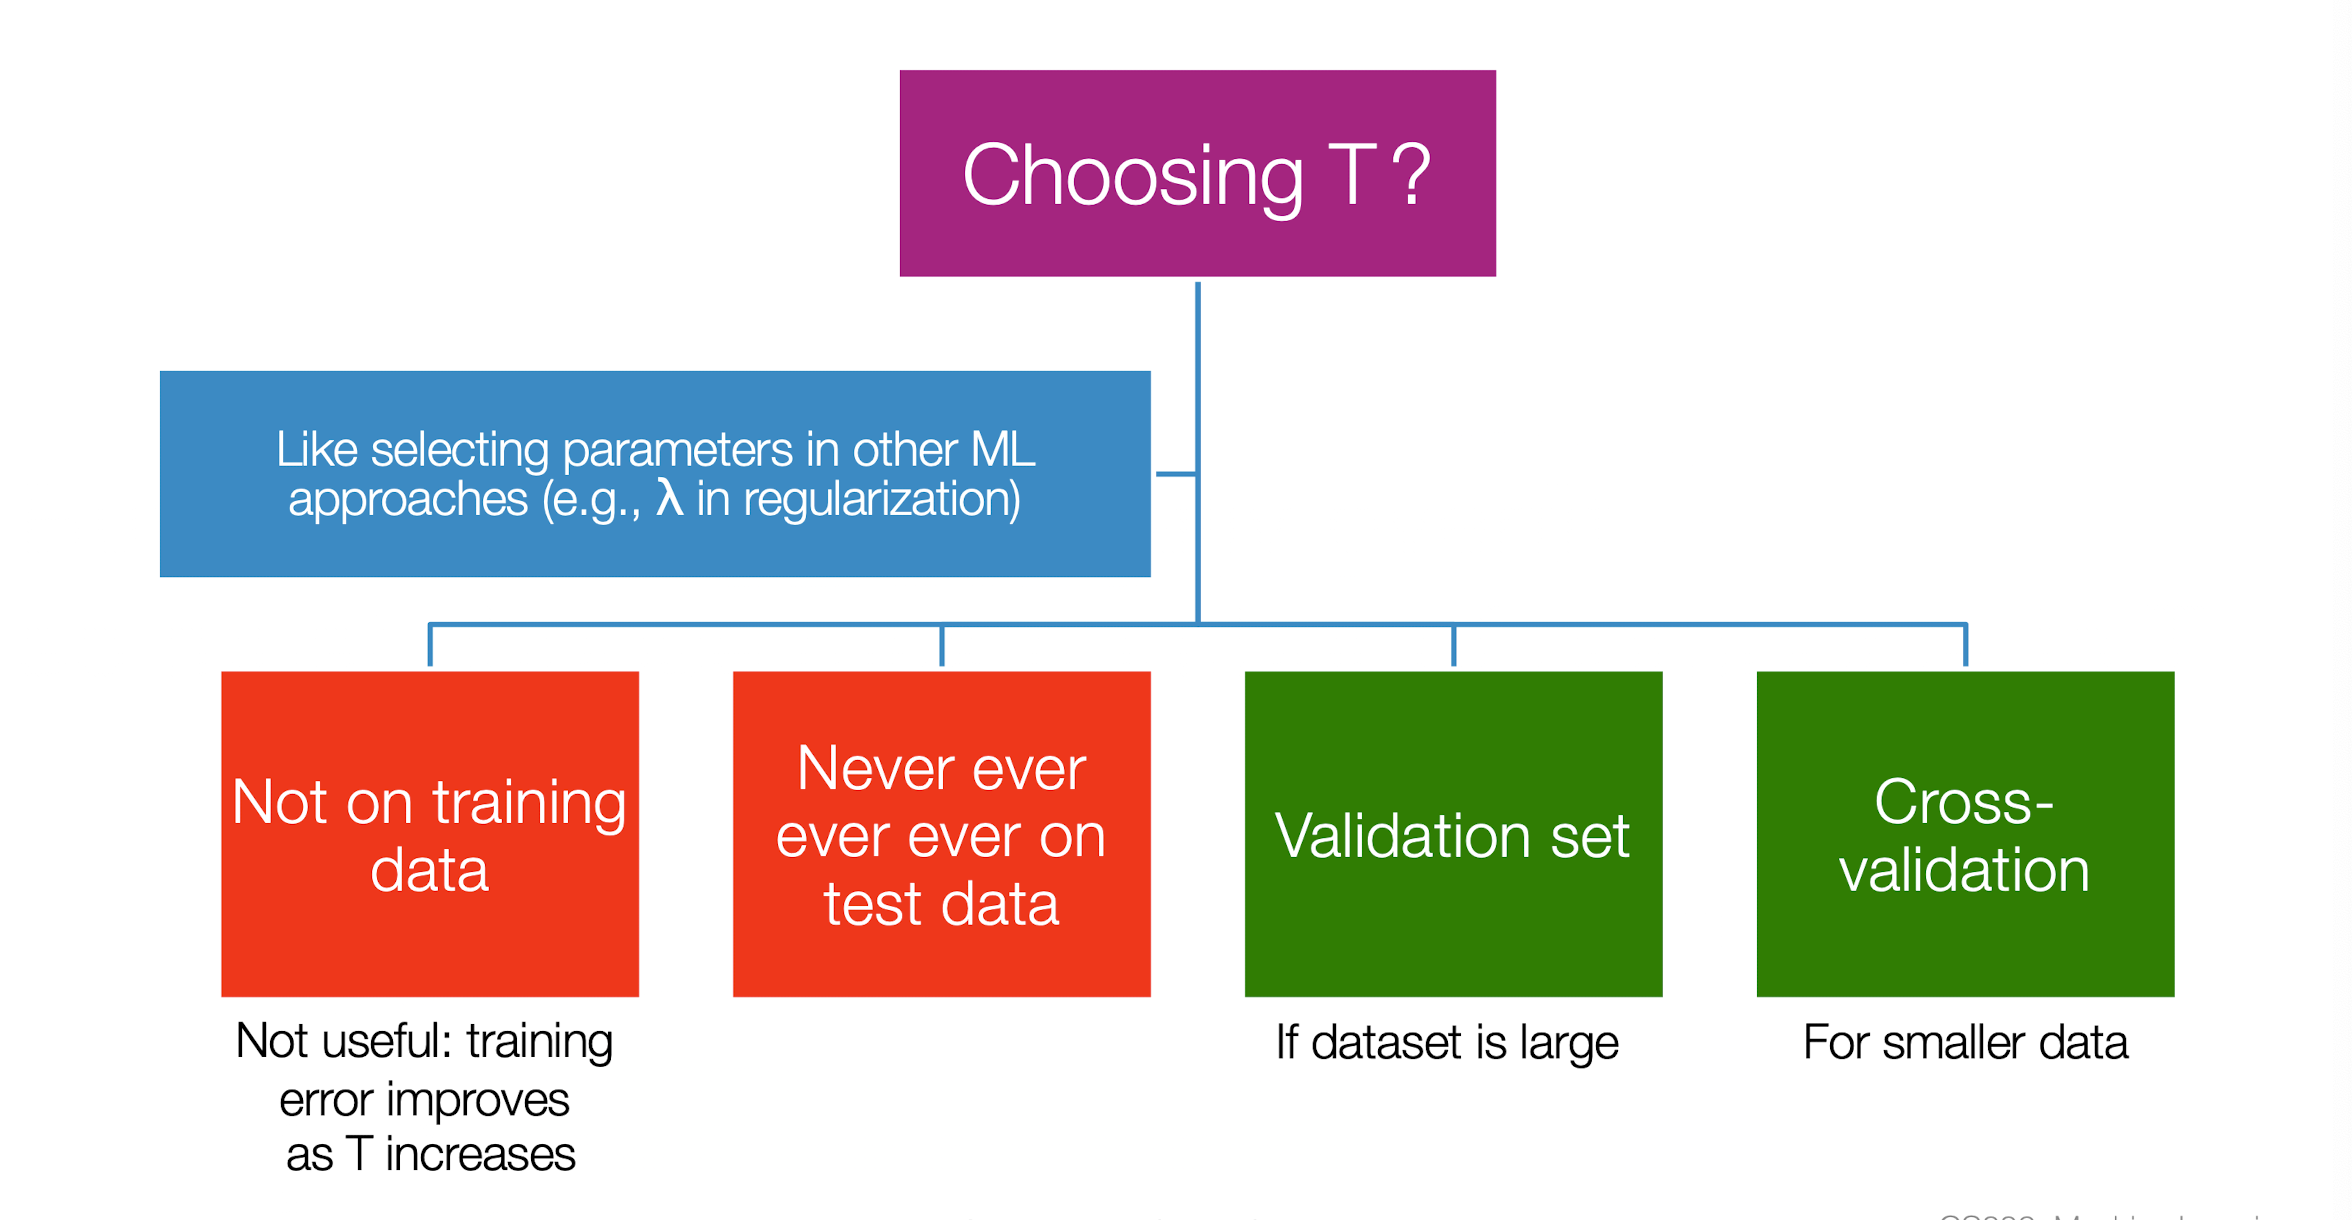 Choosing T ?
Like selecting parameters in other ML
approaches (e.g., λ in regularization)
Not on training
data
Never ever
ever ever on
test data
Validation set
Cross-
validation
Not useful: training
error improves
as T increases
If dataset is large
For smaller data